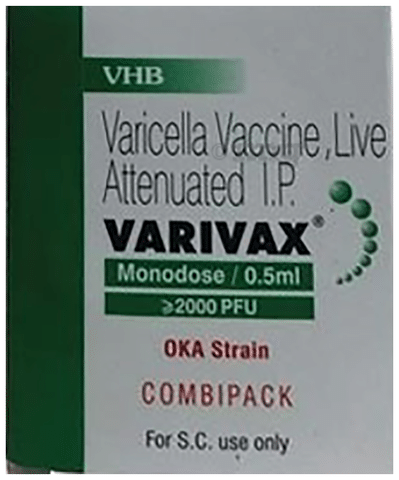 VHB
Varicella Vaccine, Live
Attenuated I.P.
VARIVAX®
Monodose / 0.5ml
⩾2000 PFU
OKA Strain
COMBIPACK
For S.C. use only